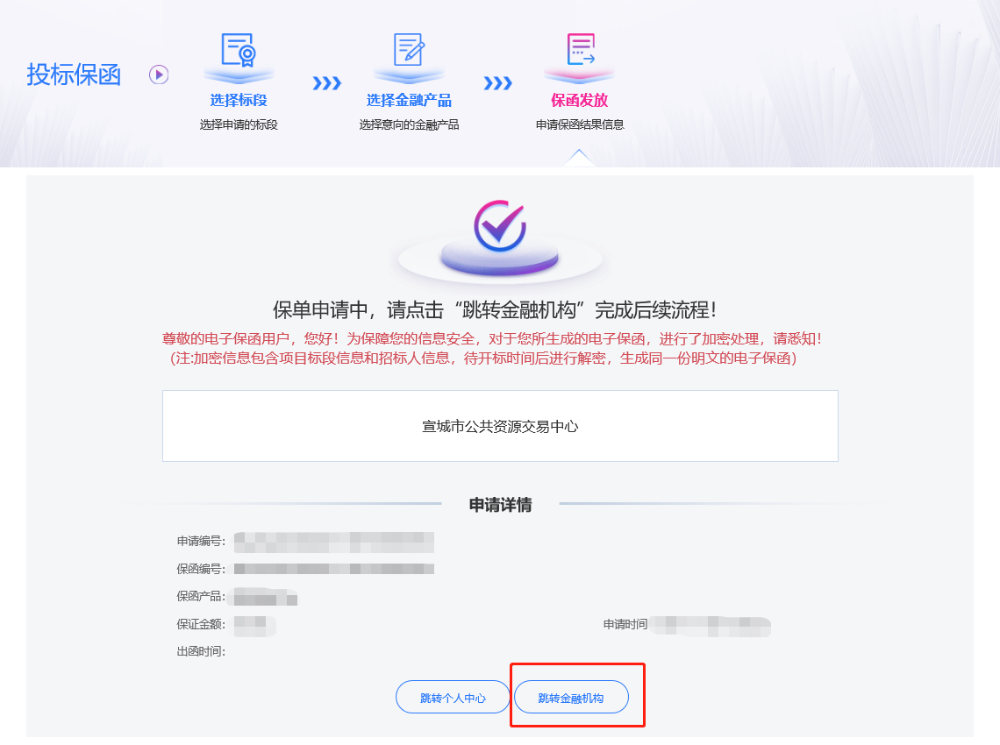 投标保函
选择标段
选择申请的标段
选择金融产品
选择意向的金融产品
保函发放
申请保函结果信息
保单申请中，请点击“跳转金融机构”完成后续流程！
尊敬的电子保函用户，您好！为保障您的信息安全，对于您所生成的电子保函，进行了加密处理，请悉知！
（注:加密信息包含项目标段信息和招标人信息，待开标时间后进行解密，生成同一份明文的电子保函）
宣城市公共资源交易中心
申请详情
申请编号：
保函编号：
保函产品：
保证金额：
申请时间
出函时间：
跳转个人中心
跳转金融机构